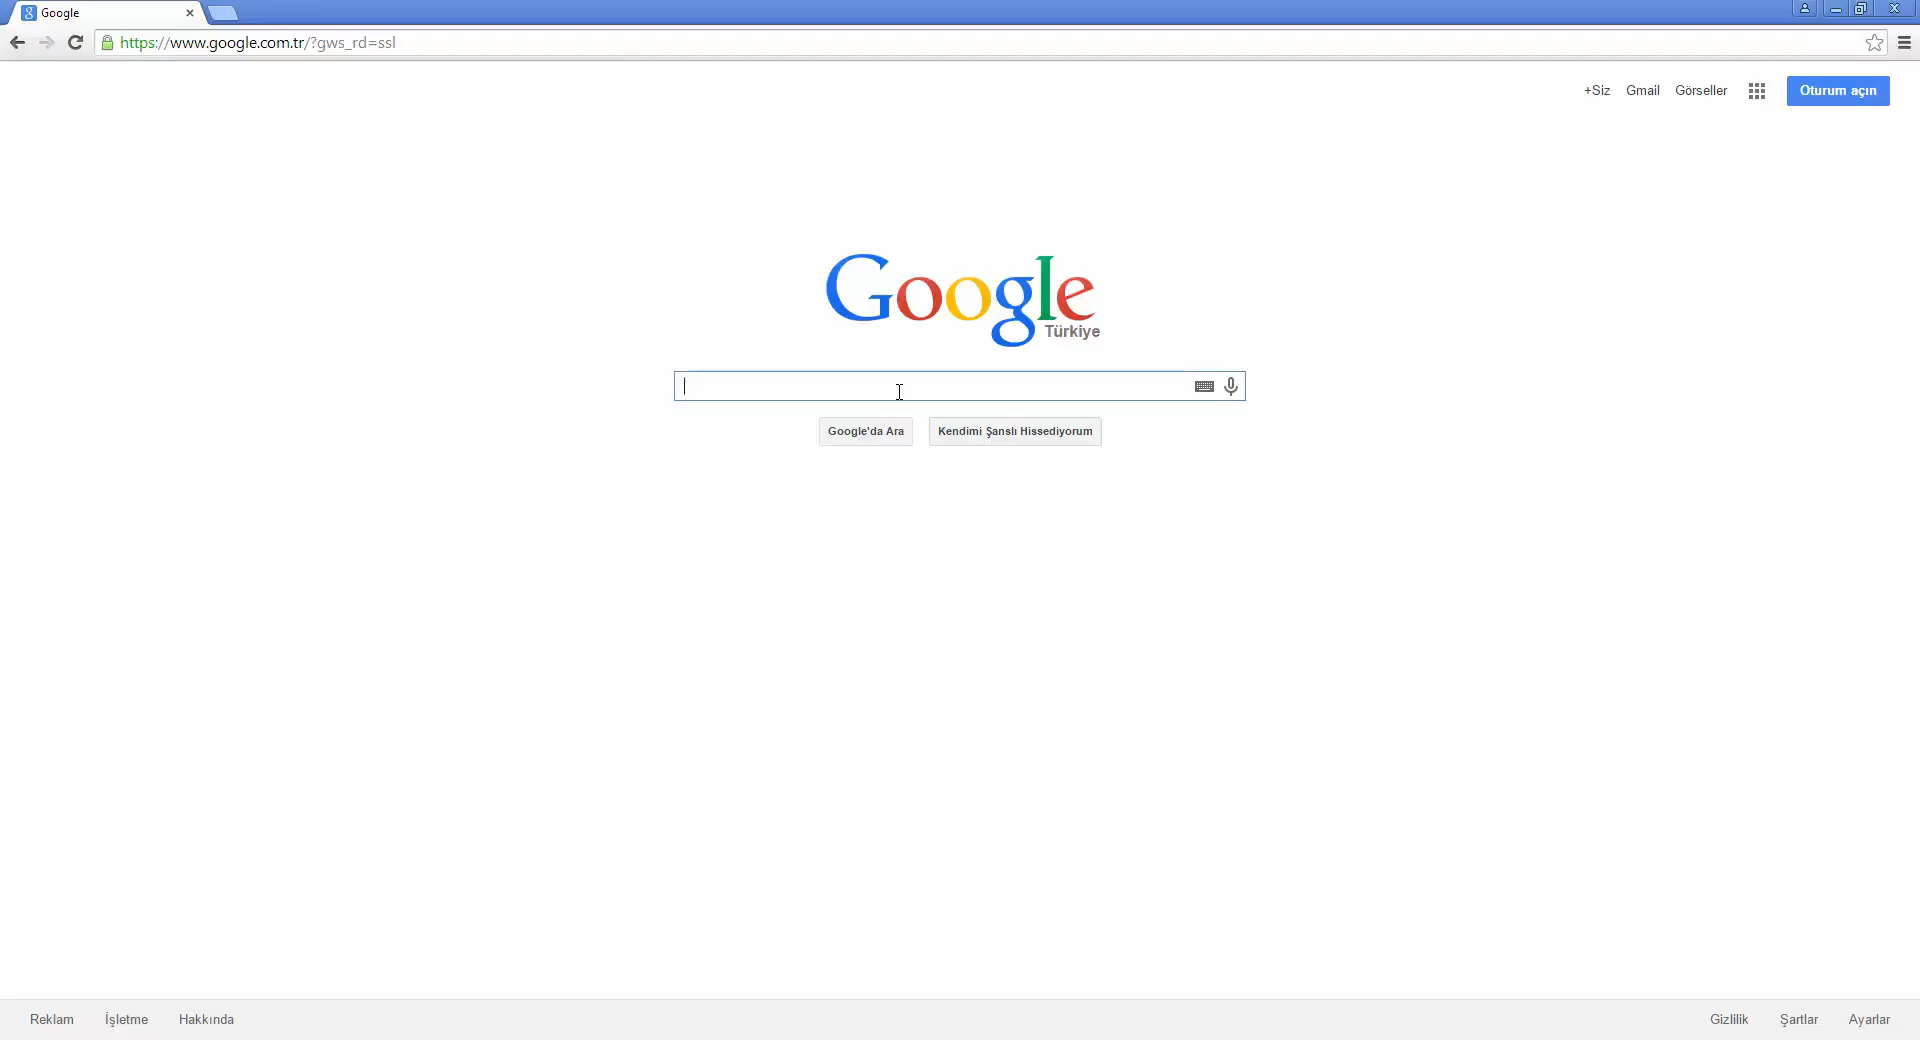 Google
https://www.google.com.tr/?gws_rd=ssl
+Siz Gmail Görseller Oturum açın
Google
Türkiye
Google'da Ara Kendimi Şanslı Hissediyorum
Reklam İşletme Hakkında Gizlilik Şartlar Ayarlar